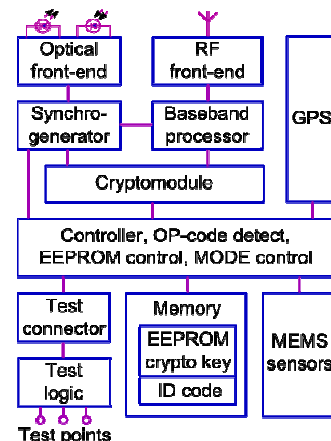 Optical
front-end
RF
front-end
GPS
Synchro-
generator
Baseband
processor
Cryptomodule
Controller, OP-code detect,
EEPROM control, MODE control
Test
connector
Memory
EEPROM
crypto key
ID code
MEMS
sensors
Test
logic
Test points